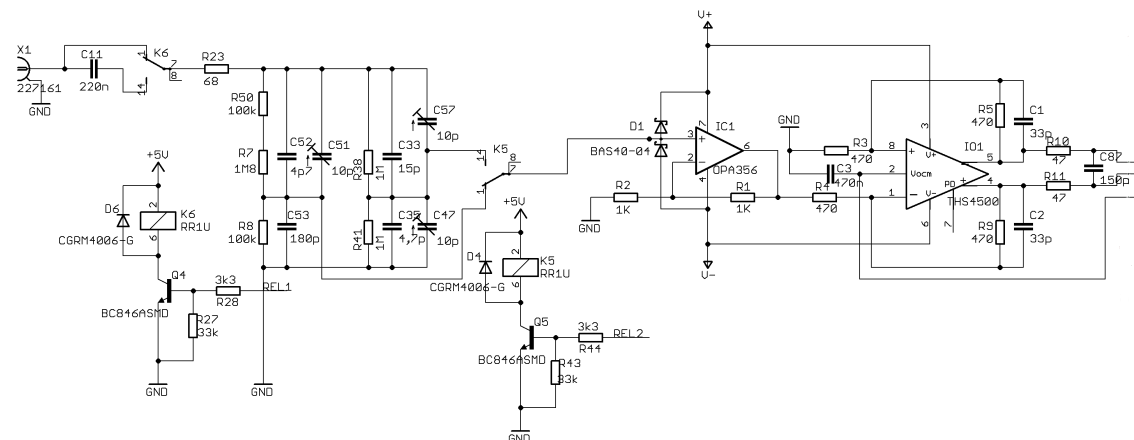 X1
227161
GND
C11
220n
K6
1
14
7
8
R23
68
R50
100k
R7
1M8
R8
100k
C52
4p7
C53
180p
C51
10p
R38
1M
R41
1M
C33
15p
C35
4,7p
C57
10p
C47
10p
K5
14
1
8
7
+5V
D6
CGRM4006-G
2
6
K6
RR1U
Q4
BC846ASMD
3k3
R28
REL1
R27
33k
GND
GND
+5V
D4
CGRM4006-G
2
6
K5
RR1U
Q5
BC846ASMD
3k3
R44
REL2
R43
33k
GND
V+
D1
BAS40-04
IC1
OPA356
3
2
7
4
6
V-
R2
1K
GND
R1
1K
GND
R3
470
C3
470n
R4
470
IO1
THS4500
8
2
1
3
6
7
5
4
V+
Vocm
V-
PD
R5
470
C1
33p
R9
470
C2
33p
R10
47
R11
47
C87
150p